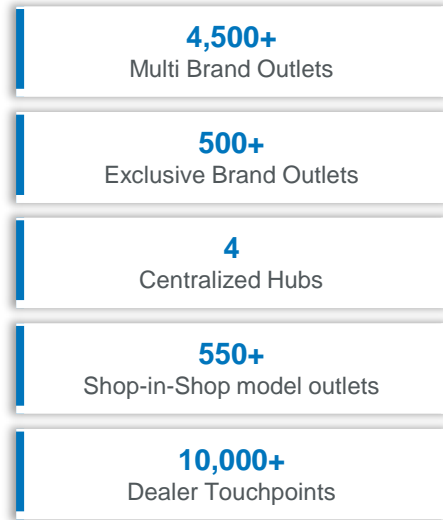 4,500+
Multi Brand Outlets
500+
Exclusive Brand Outlets
4
Centralized Hubs
550+
Shop-in-Shop model outlets
10,000+
Dealer Touchpoints